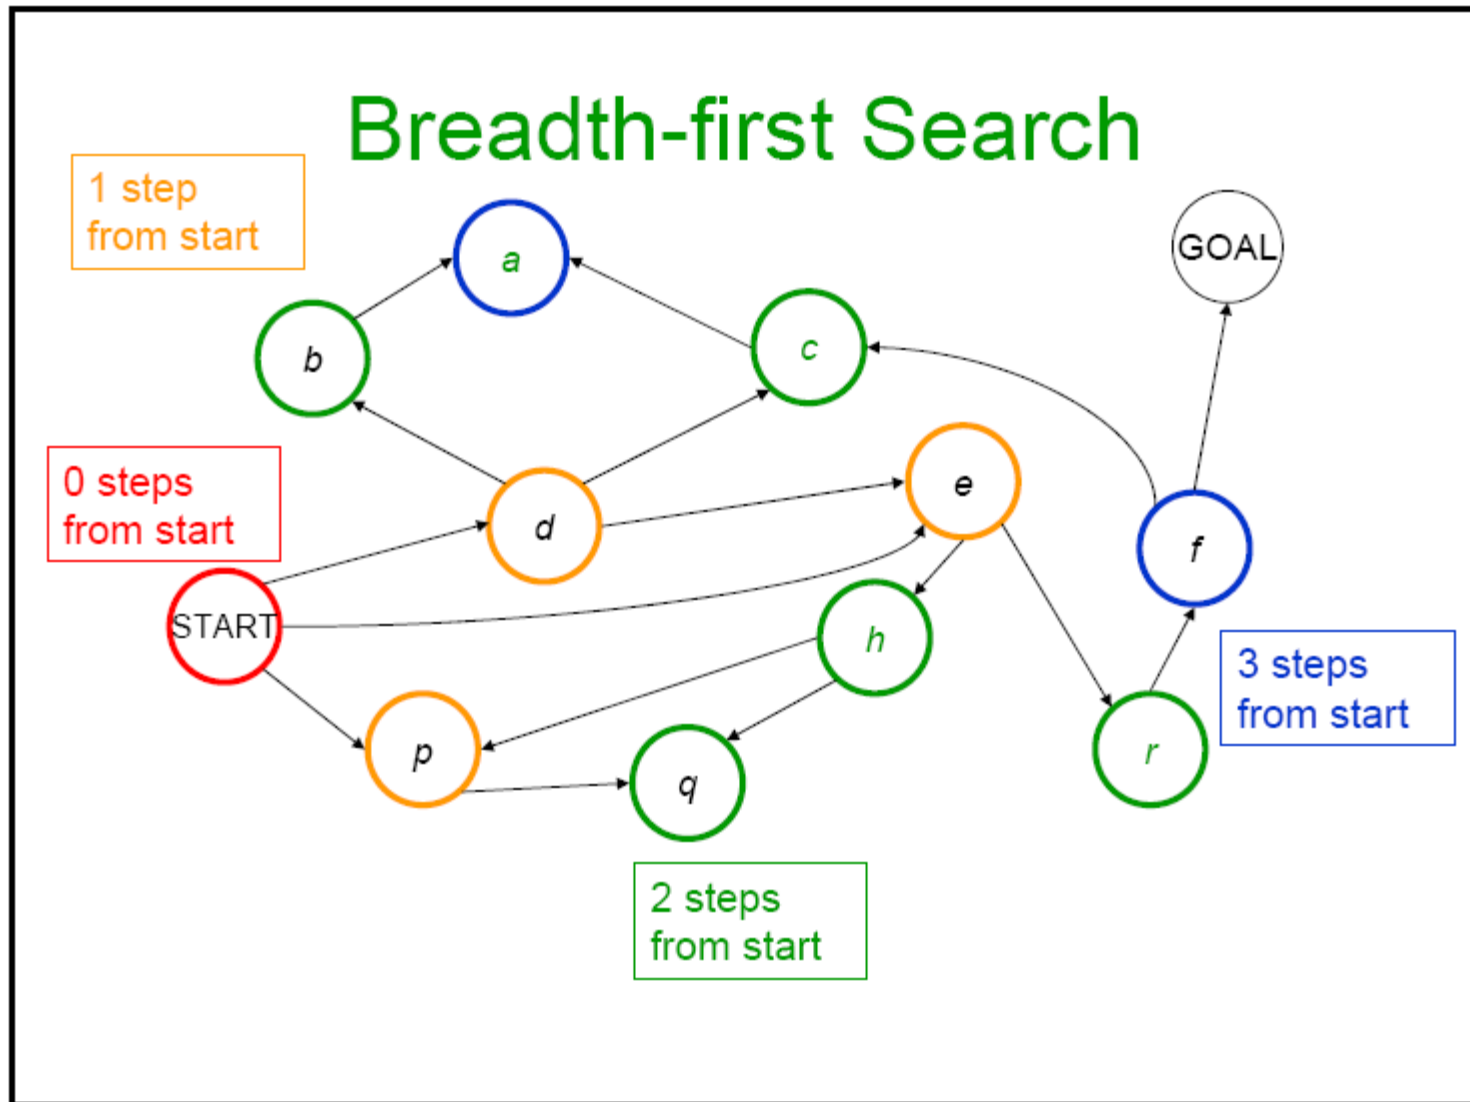 Breadth-first Search
1 step
from start
a
GOAL
b
c
0 steps
from start
d
e
f
START
h
3 steps
from start
p
q
r
2 steps
from start